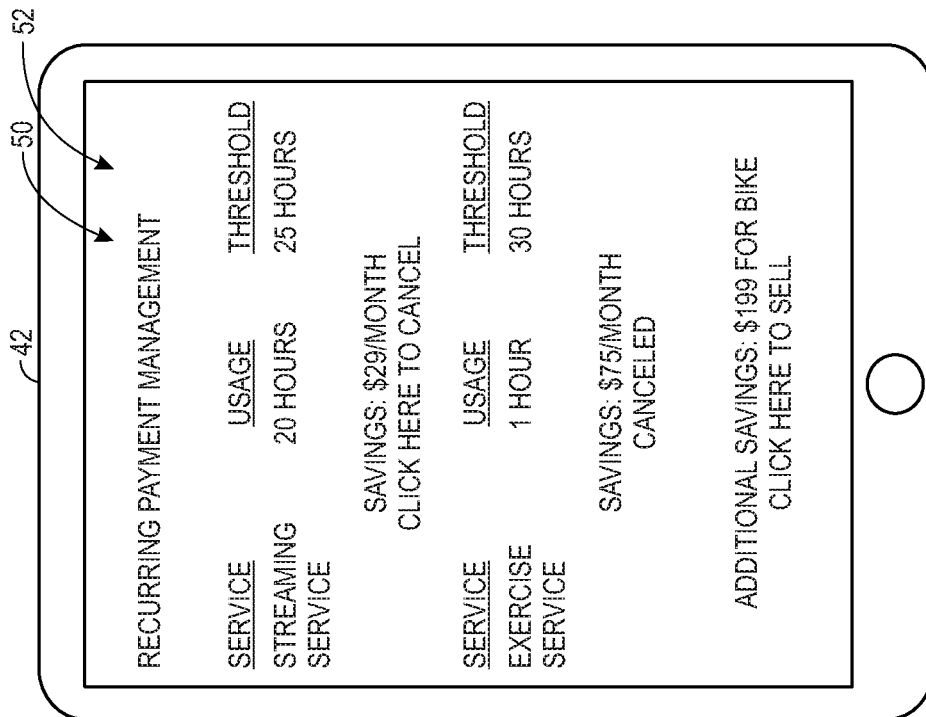 42
50
52
RECURRING PAYMENT MANAGEMENT
SERVICE USAGE THRESHOLD
STREAMING 20 HOURS 25 HOURS
SERVICE
SAVINGS: $29/MONTH
CLICK HERE TO CANCEL
SERVICE USAGE THRESHOLD
EXERCISE 1 HOUR 30 HOURS
SERVICE
SAVINGS: $75/MONTH
CANCELED
ADDITIONAL SAVINGS: $199 FOR BIKE
CLICK HERE TO SELL